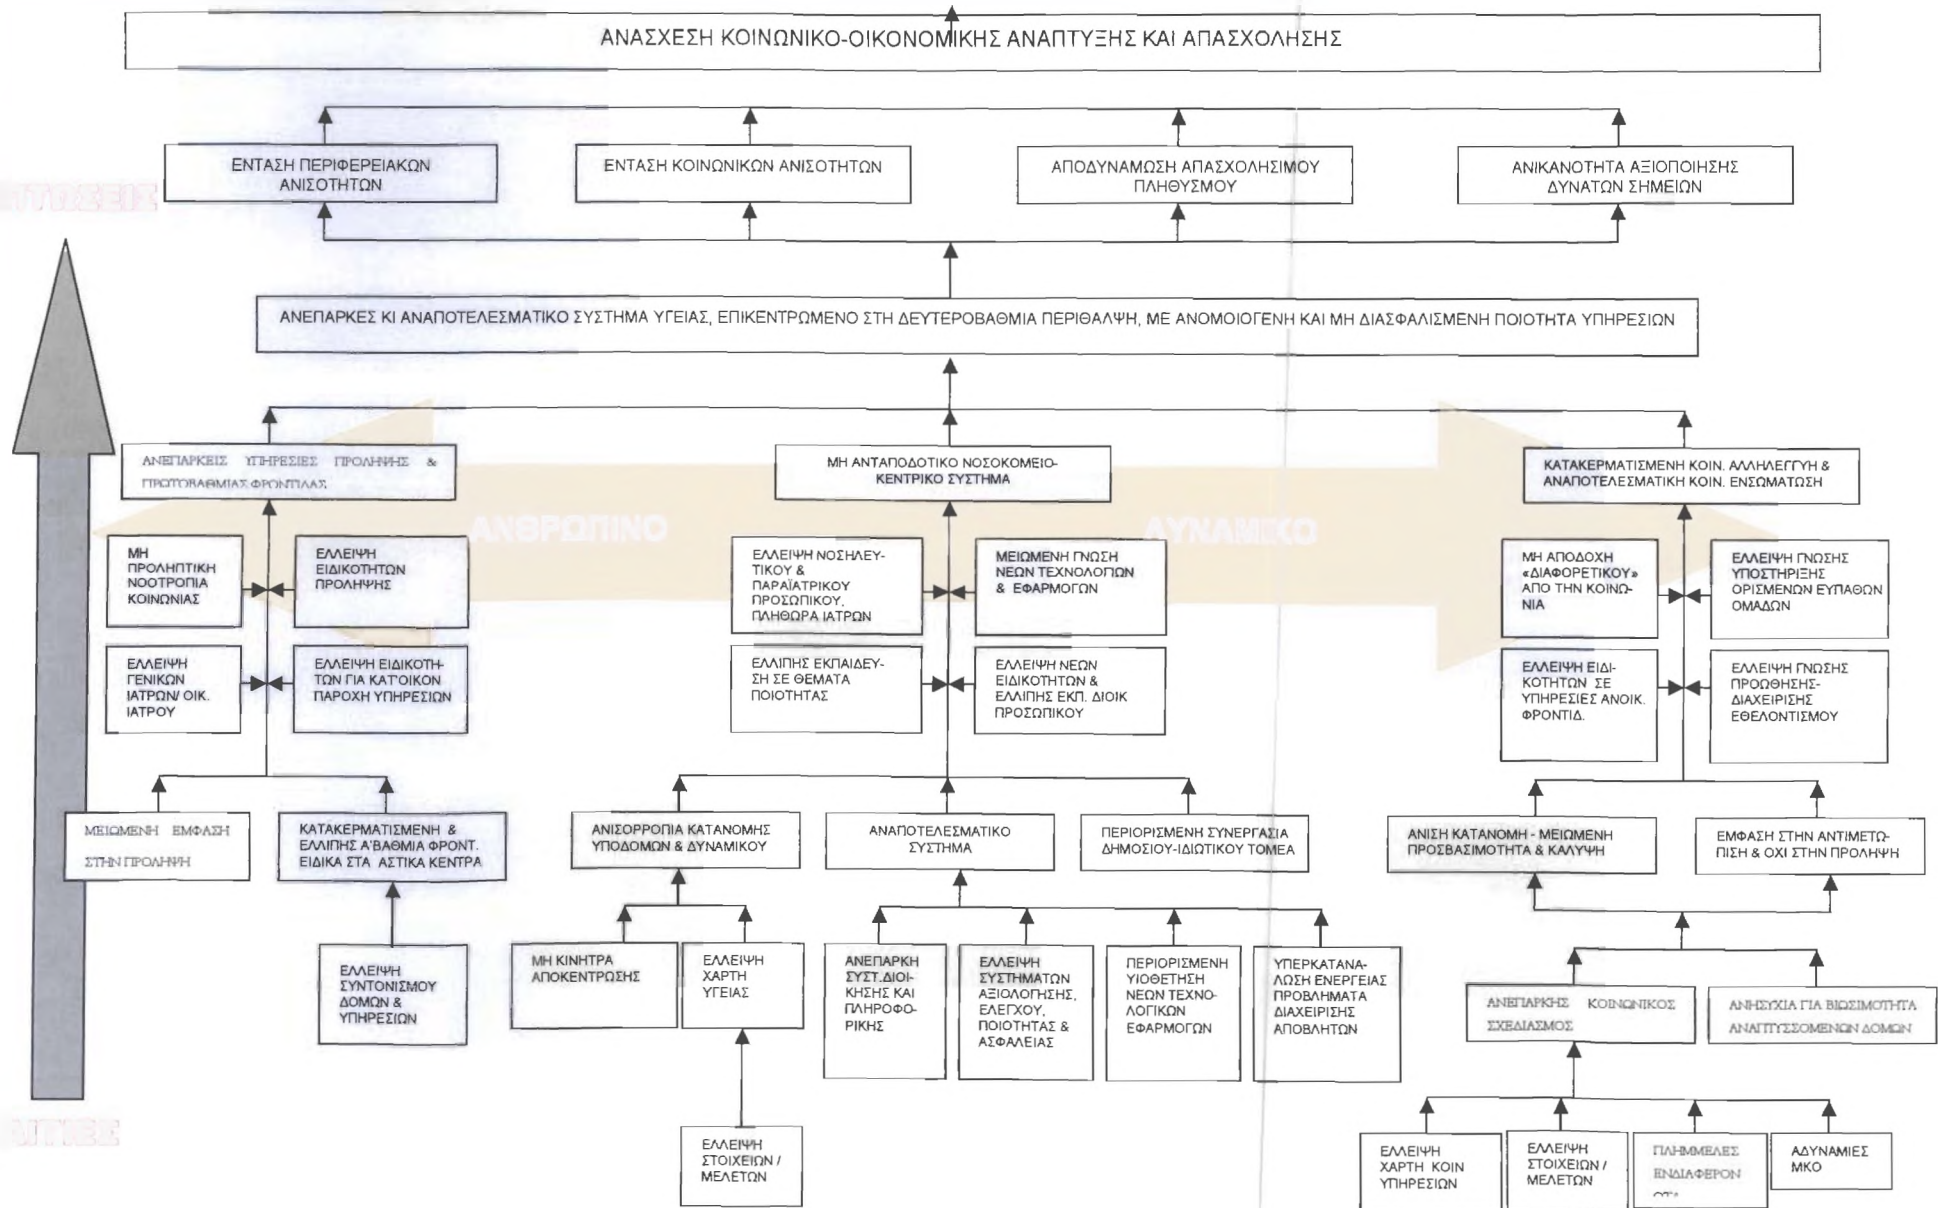 ΑΝΑΣΧΕΣΗ ΚΟΙΝΩΝΙΚΟ-ΟΙΚΟΝΟΜΙΚΗΣ ΑΝΑΠΤΥΞΗΣ ΚΑΙ ΑΠΑΣΧΟΛΗΣΗΣ
ΕΝΤΑΣΗ ΠΕΡΙΦΕΡΕΙΑΚΩΝ
ΑΝΙΣΟΤΗΤΩΝ
ΕΝΤΑΣΗ ΚΟΙΝΩΝΙΚΩΝ ΑΝΙΣΟΤΗΤΩΝ
ΑΠΟΔΥΝΑΜΩΣΗ ΑΠΑΣΧΟΛΗΣΙΜΟΥ
ΠΛΗΘΥΣΜΟΥ
ΑΝΙΚΑΝΟΤΗΤΑ ΑΞΙΟΠΟΙΗΣΗΣ
ΔΥΝΑΤΩΝ ΣΗΜΕΙΩΝ
ΠΤΩΣΕΙΣ
ΑΝΕΠΑΡΚΕΣ ΚΙ ΑΝΑΠΟΤΕΛΕΣΜΑΤΙΚΟ ΣΥΣΤΗΜΑ ΥΓΕΙΑΣ, ΕΠΙΚΕΝΤΡΩΜΕΝΟ ΣΤΗ ΔΕΥΤΕΡΟΒΑΘΜΙΑ ΠΕΡΙΘΑΛΨΗ, ΜΕ ΑΝΟΜΟΙΟΓΕΝΗ ΚΑΙ ΜΗ ΔΙΑΣΦΑΛΙΣΜΕΝΗ ΠΟΙΟΤΗΤΑ ΥΠΗΡΕΣΙΩΝ
ΑΝΕΠΑΡΚΕΙΣ ΥΠΗΡΕΣΙΕΣ ΠΡΟΛΗΨΗΣ &
ΠΡΩΤΟΒΑΘΜΙΑΣ ΦΡΟΝΤΙΔΑΣ
ΜΗ ΑΝΤΑΠΟΔΟΤΙΚΟ ΝΟΣΟΚΟΜΕΙΟ-
ΚΕΝΤΡΙΚΟ ΣΥΣΤΗΜΑ
ΚΑΤΑΚΕΡΜΑΤΙΣΜΕΝΗ ΚΟΙΝ. ΑΛΛΗΛΕΓΓΥΗ &
ΑΝΑΠΟΤΕΛΕΣΜΑΤΙΚΗ ΚΟΙΝ. ΕΝΣΩΜΑΤΩΣΗ
ΑΝΘΡΩΠΙΝΟ
ΔΥΝΑΜΙΚΟ
ΜΗ
ΠΡΟΛΗΠΤΙΚΗ
ΝΟΟΤΡΟΠΙΑ
ΚΟΙΝΩΝΙΑΣ
ΕΛΛΕΙΨΗ
ΕΙΔΙΚΟΤΗΤΩΝ
ΠΡΟΛΗΨΗΣ
ΕΛΛΕΙΨΗ ΝΟΣΗΛΕΥ-
ΤΙΚΟΥ &
ΠΑΡΑΪΑΤΡΙΚΟΥ
ΠΡΟΣΩΠΙΚΟΥ,
ΠΛΗΘΩΡΑ ΙΑΤΡΩΝ
ΜΕΙΩΜΕΝΗ ΓΝΩΣΗ
ΝΕΩΝ ΤΕΧΝΟΛΟΓΙΩΝ
& ΕΦΑΡΜΟΓΩΝ
ΜΗ ΑΠΟΔΟΧΗ
«ΔΙΑΦΟΡΕΤΙΚΟΥ»
ΑΠΟ ΤΗΝ ΚΟΙΝΩ-
ΝΙΑ
ΕΛΛΕΙΨΗ ΓΝΩΣΗΣ
ΥΠΟΣΤΗΡΙΞΗΣ
ΟΡΙΣΜΕΝΩΝ ΕΥΠΑΘΩΝ
ΟΜΑΔΩΝ
ΕΛΛΕΙΨΗ
ΓΕΝΙΚΩΝ
ΙΑΤΡΩΝ/ ΟΙΚ.
ΙΑΤΡΟΥ
ΕΛΛΕΙΨΗ ΕΙΔΙΚΟΤΗ-
ΤΩΝ ΓΙΑ ΚΑΤ'ΟΙΚΟΝ
ΠΑΡΟΧΗ ΥΠΗΡΕΣΙΩΝ
ΕΛΛΙΠΗΣ ΕΚΠΑΙΔΕΥ-
ΣΗ ΣΕ ΘΕΜΑΤΑ
ΠΟΙΟΤΗΤΑΣ
ΕΛΛΕΙΨΗ ΝΕΩΝ
ΕΙΔΙΚΟΤΗΤΩΝ &
ΕΛΛΙΠΗΣ ΕΚΠ. ΔΙΟΙΚ
ΠΡΟΣΩΠΙΚΟΥ
ΕΛΛΕΙΨΗ ΕΙΔΙ-
ΚΟΤΗΤΩΝ ΣΕ
ΥΠΗΡΕΣΙΕΣ ΑΝΟΙΚ.
ΦΡΟΝΤΙΔ.
ΕΛΛΕΙΨΗ ΓΝΩΣΗΣ
ΠΡΟΩΘΗΣΗΣ-
ΔΙΑΧΕΙΡΙΣΗΣ
ΕΘΕΛΟΝΤΙΣΜΟΥ
ΜΕΙΩΜΕΝΗ ΕΜΦΑΣΗ
ΣΤΗΝ ΠΡΟΛΗΨΗ
ΚΑΤΑΚΕΡΜΑΤΙΣΜΕΝΗ &
ΕΛΛΙΠΗΣ Α'ΒΑΘΜΙΑ ΦΡΟΝΤ.
ΕΙΔΙΚΑ ΣΤΑ ΑΣΤΙΚΑ ΚΕΝΤΡΑ
ΑΝΙΣΟΡΡΟΠΙΑ ΚΑΤΑΝΟΜΗΣ
ΥΠΟΔΟΜΩΝ & ΔΥΝΑΜΙΚΟΥ
ΑΝΑΠΟΤΕΛΕΣΜΑΤΙΚΟ
ΣΥΣΤΗΜΑ
ΠΕΡΙΟΡΙΣΜΕΝΗ ΣΥΝΕΡΓΑΣΙΑ
ΔΗΜΟΣΙΟΥ-ΙΔΙΩΤΙΚΟΥ ΤΟΜΕΑ
ΑΝΙΣΗ ΚΑΤΑΝΟΜΗ - ΜΕΙΩΜΕΝΗ
ΠΡΟΣΒΑΣΙΜΟΤΗΤΑ & ΚΑΛΥΨΗ
ΕΜΦΑΣΗ ΣΤΗΝ ΑΝΤΙΜΕΤΩ-
ΠΙΣΗ & ΟΧΙ ΣΤΗΝ ΠΡΟΛΗΨΗ
ΕΛΛΕΙΨΗ
ΣΥΝΤΟΝΙΣΜΟΥ
ΔΟΜΩΝ &
ΥΠΗΡΕΣΙΩΝ
ΜΗ ΚΙΝΗΤΡΑ
ΑΠΟΚΕΝΤΡΩΣΗΣ
ΕΛΛΕΙΨΗ
ΧΑΡΤΗ
ΥΓΕΙΑΣ
ΑΝΕΠΑΡΚΗ
ΣΥΣΤ.ΔΙΟΙ-
ΚΗΣΗΣ ΚΑΙ
ΠΛΗΡΟΦΟ-
ΡΙΚΗΣ
ΕΛΛΕΙΨΗ
ΣΥΣΤΗΜΑΤΩΝ
ΑΞΙΟΛΟΓΗΣΗΣ,
ΕΛΕΓΧΟΥ,
ΠΟΙΟΤΗΤΑΣ &
ΑΣΦΑΛΕΙΑΣ
ΠΕΡΙΟΡΙΣΜΕΝΗ
ΥΙΟΘΕΤΗΣΗ
ΝΕΩΝ ΤΕΧΝΟ-
ΛΟΓΙΚΩΝ
ΕΦΑΡΜΟΓΩΝ
ΥΠΕΡΚΑΤΑΝΑ-
ΛΩΣΗ ΕΝΕΡΓΕΙΑΣ
ΠΡΟΒΛΗΜΑΤΑ
ΔΙΑΧΕΙΡΙΣΗΣ
ΑΠΟΒΛΗΤΩΝ
ΑΝΕΠΑΡΚΗΣ ΚΟΙΝΩΝΙΚΟΣ
ΣΧΕΔΙΑΣΜΟΣ
ΑΝΗΣΥΧΙΑ ΓΙΑ ΒΙΩΣΙΜΟΤΗΤΑ
ΑΝΑΠΤΥΣΣΟΜΕΝΩΝ ΔΟΜΩΝ
ΑΙΤΙΕΣ
ΕΛΛΕΙΨΗ
ΣΤΟΙΧΕΙΩΝ /
ΜΕΛΕΤΩΝ
ΕΛΛΕΙΨΗ
ΧΑΡΤΗ ΚΟΙΝ
ΥΠΗΡΕΣΙΩΝ
ΕΛΛΕΙΨΗ
ΣΤΟΙΧΕΙΩΝ /
ΜΕΛΕΤΩΝ
ΠΛΗΜΜΕΛΕΣ
ΕΝΔΙΑΦΕΡΟΝ
ΑΔΥΝΑΜΙΕΣ
ΜΚΟ